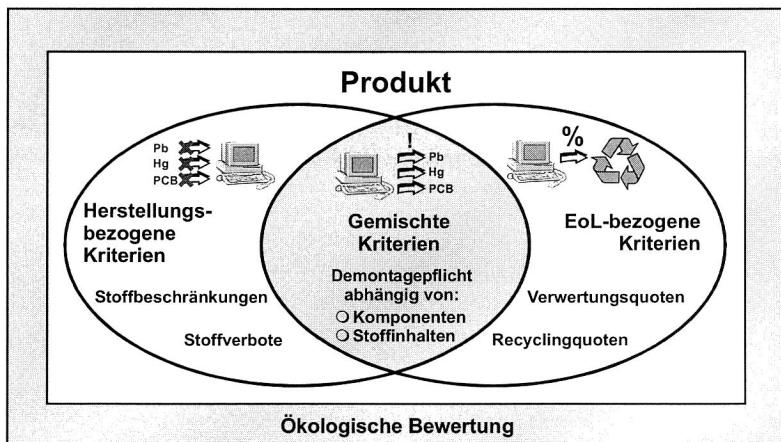 Produkt
Pb
Hg
PCB
Herstellungs-
bezogene
Kriterien
Stoffbeschränkungen
Stoffverbote
!
Pb
Hg
PCB
Gemischte
Kriterien
Demontagepflicht
abhängig von:
Komponenten
Stoffinhalten
%
EoL-bezogene
Kriterien
Verwertungsquoten
Recyclingquoten
Ökologische Bewertung